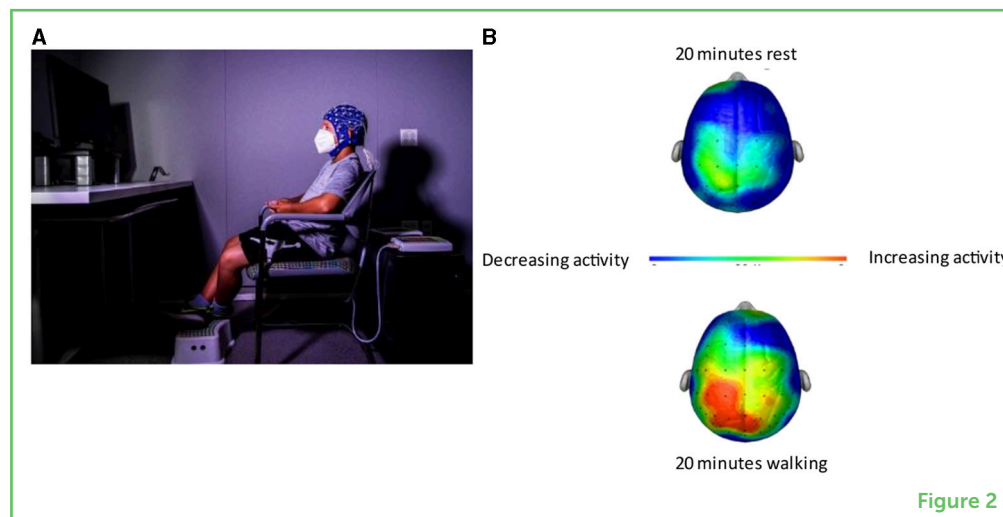 A
B
20 minutes rest
Decreasing activity
Increasing activity
20 minutes walking
Figure 2